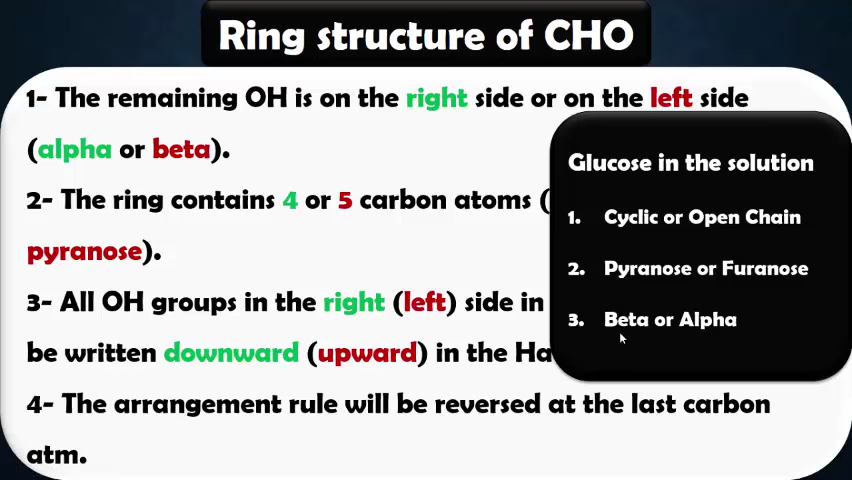 Ring structure of CHO
1- The remaining OH is on the right side or on the left side
(alpha or beta).
2- The ring contains 4 or 5 carbon atoms (
pyranose).
3- All OH groups in the right (left) side in
be written downward (upward) in the Ha
4- The arrangement rule will be reversed at the last carbon
atm.
Glucose in the solution
1. Cyclic or Open Chain
2. Pyranose or Furanose
3. Beta or Alpha